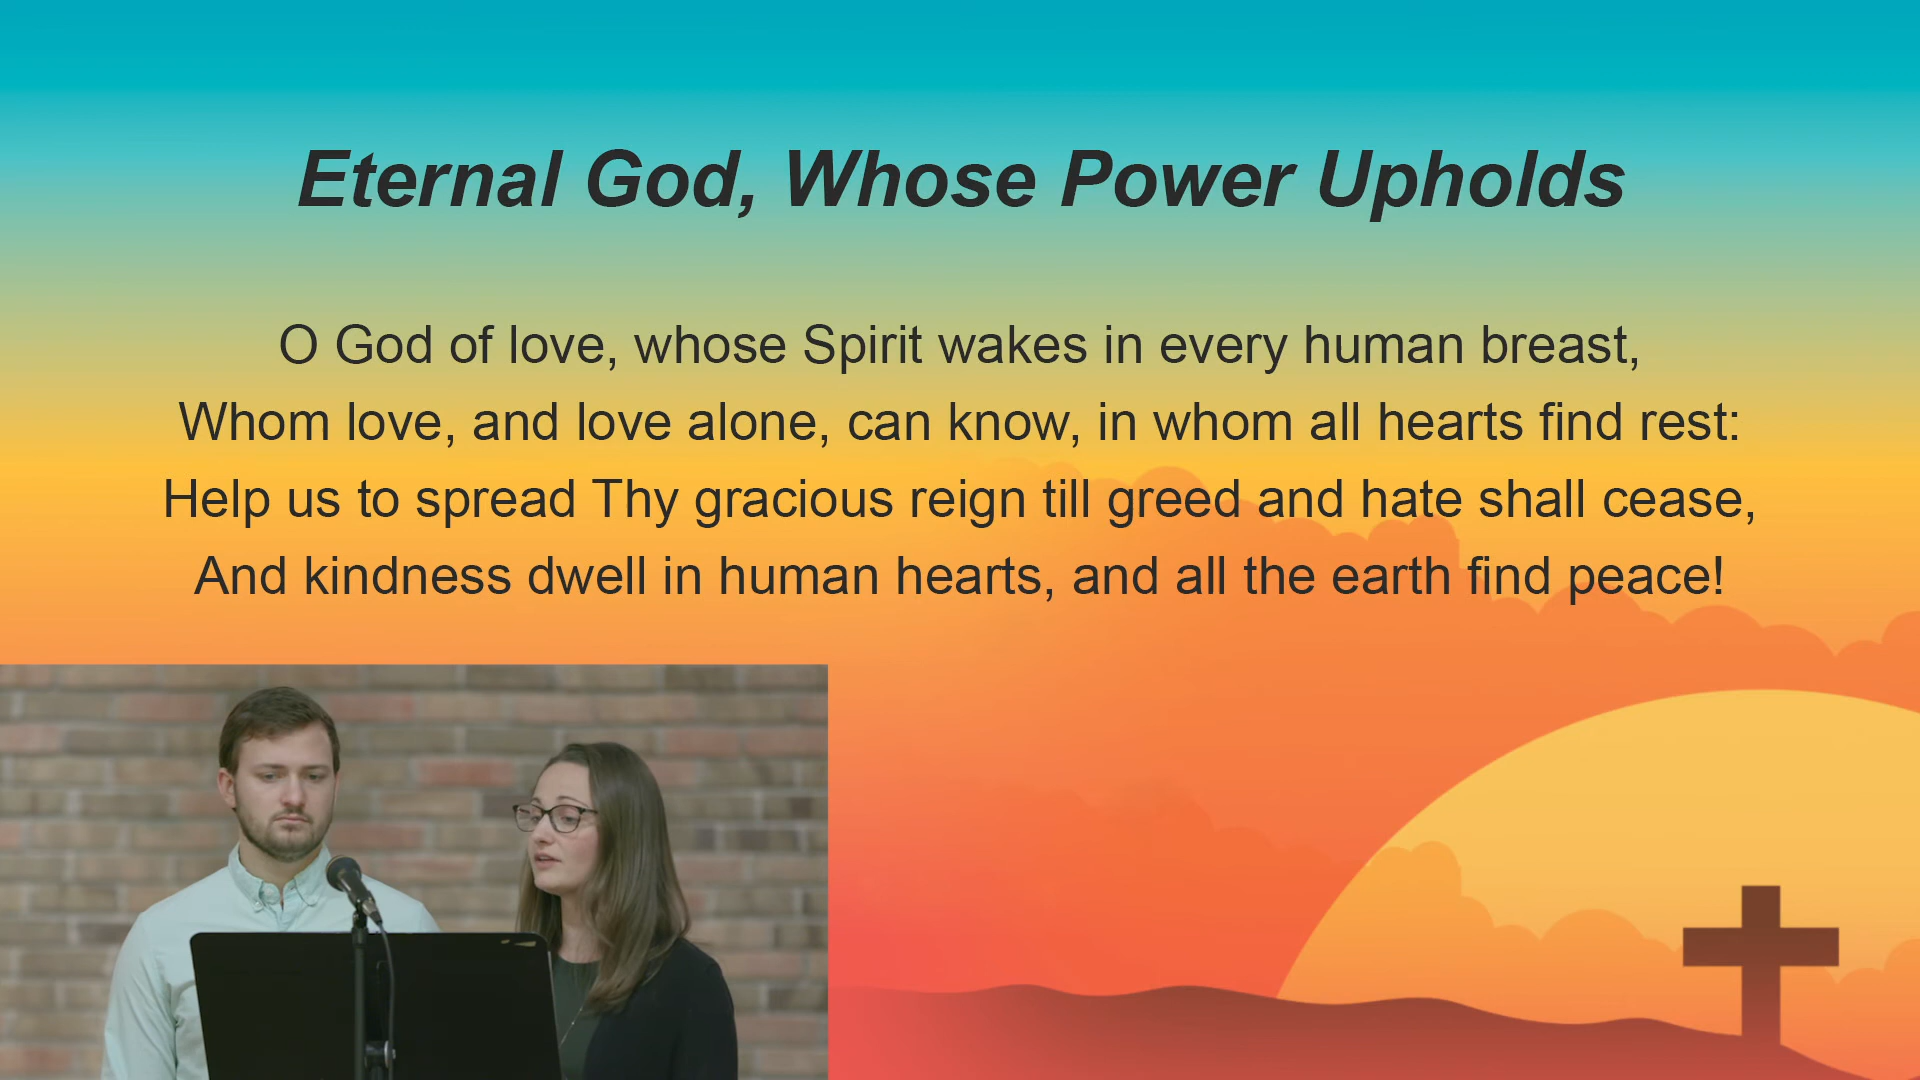 Eternal God, Whose Power Upholds
O God of love, whose Spirit wakes in every human breast,
Whom love, and love alone, can know, in whom all hearts find rest:
Help us to spread Thy gracious reign till greed and hate shall cease,
And kindness dwell in human hearts, and all the earth find peace!